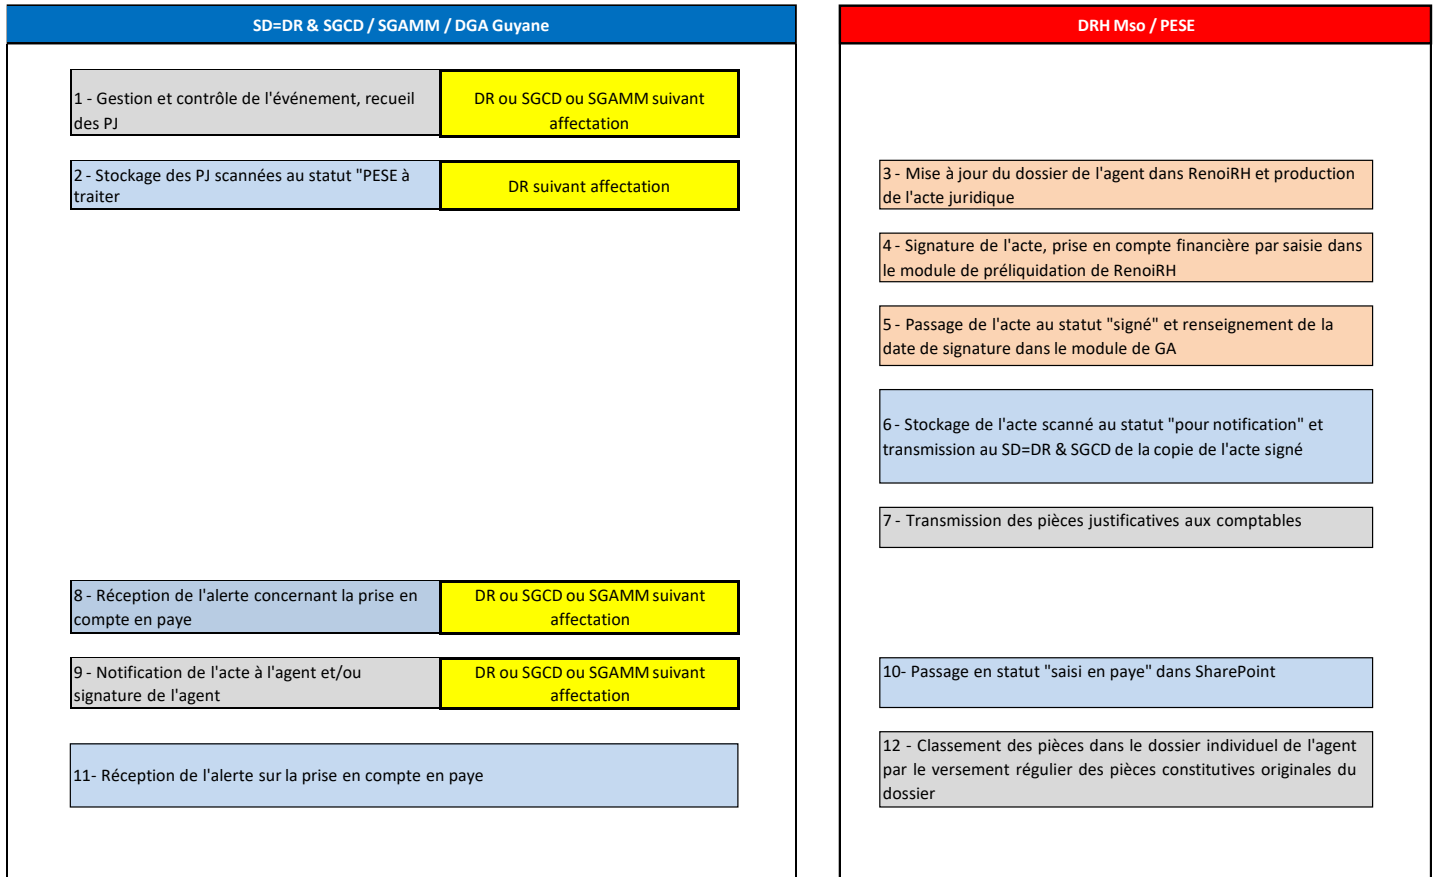 SD=DR & SGCD / SGAMM / DGA Guyane
DRH Mso / PESE
1 - Gestion et contrôle de l'événement, recueil
des PJ
DR ou SGCD ou SGAMM suivant
affectation
2 - Stockage des PJ scannées au statut "PESE à
traiter
DR suivant affectation
3 - Mise à jour du dossier de l'agent dans RenoiRH et production
de l'acte juridique
4 - Signature de l'acte, prise en compte financière par saisie dans
le module de préliquidation de RenoiRH
5 - Passage de l'acte au statut "signé" et renseignement de la
date de signature dans le module de GA
6 - Stockage de l'acte scanné au statut "pour notification" et
transmission au SD=DR & SGCD de la copie de l'acte signé
7 - Transmission des pièces justificatives aux comptables
8 - Réception de l'alerte concernant la prise en
compte en paye
DR ou SGCD ou SGAMM suivant
affectation
9 - Notification de l'acte à l'agent et/ou
signature de l'agent
DR ou SGCD ou SGAMM suivant
affectation
10- Passage en statut "saisi en paye" dans SharePoint
11- Réception de l'alerte sur la prise en compte en paye
12 - Classement des pièces dans le dossier individuel de l'agent
par le versement régulier des pièces constitutives originales du
dossier